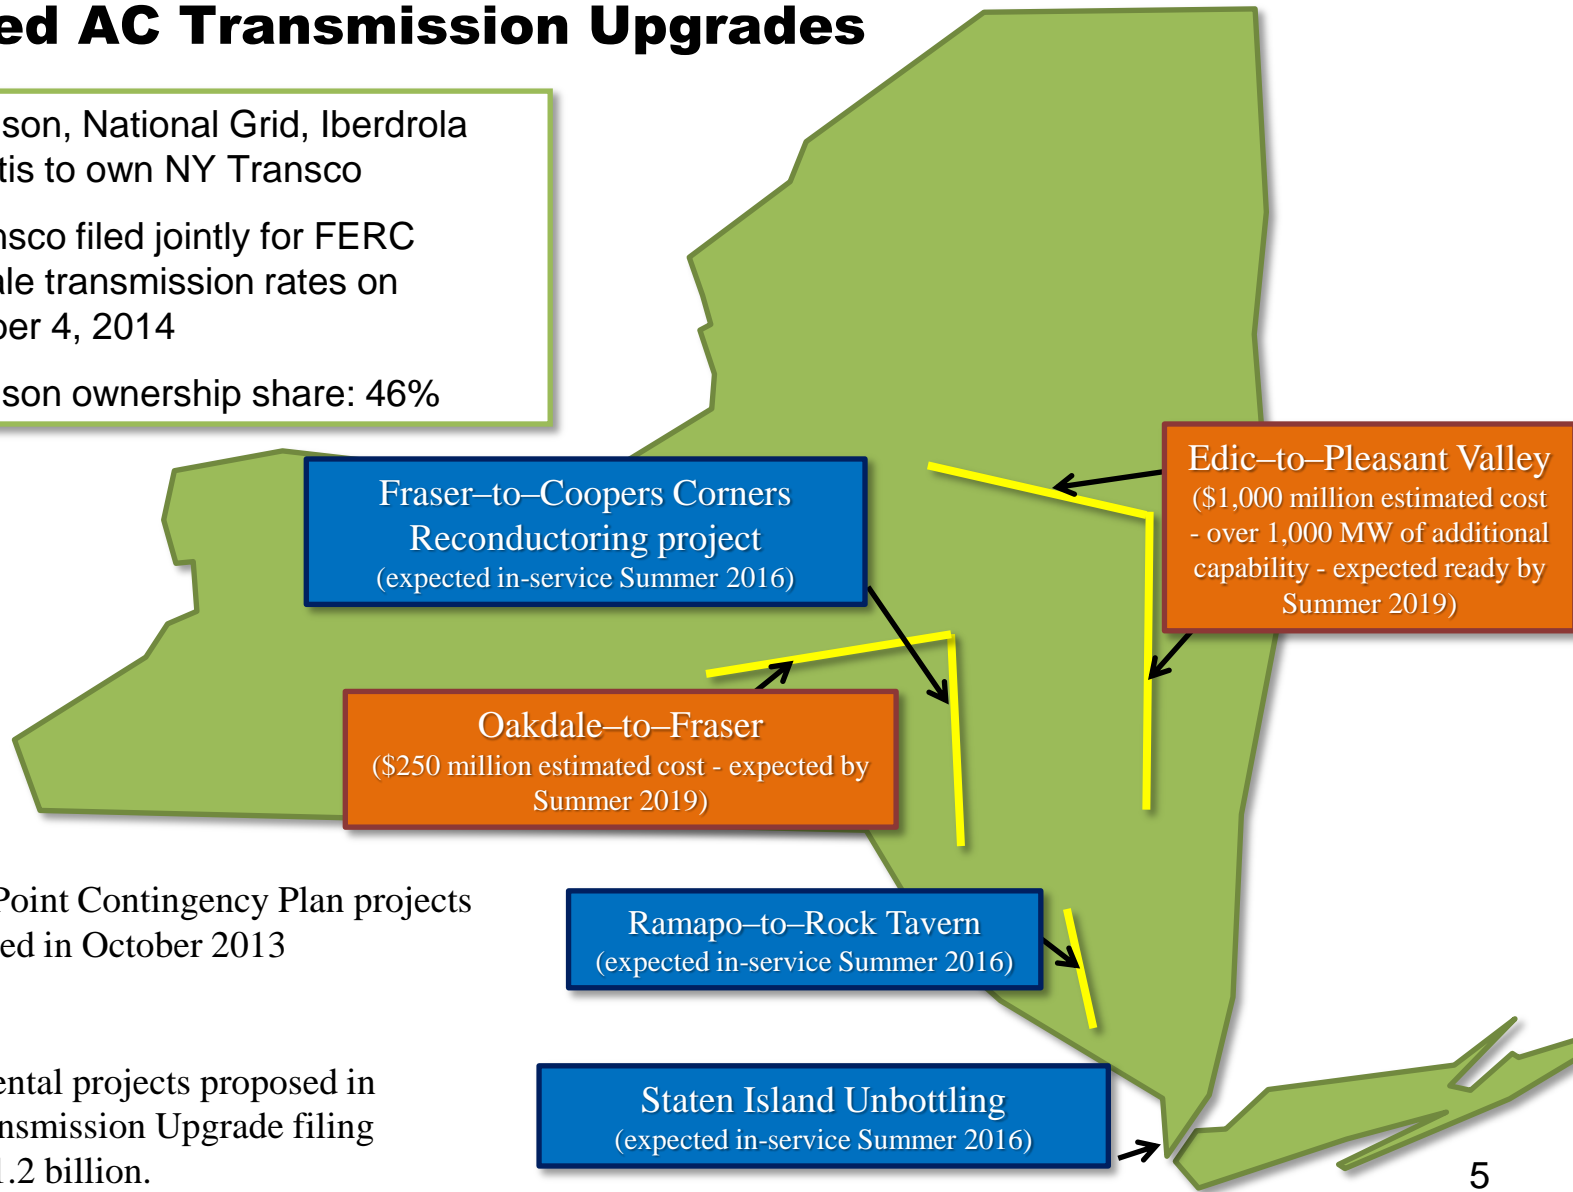 ed AC Transmission Upgrades
son, National Grid, Iberdrola
tis to own NY Transco
nsco filed jointly for FERC
ale transmission rates on
ber 4, 2014
son ownership share: 46%
Fraser–to–Coopers Corners
Reconductoring project
(expected in-service Summer 2016)
Edic–to–Pleasant Valley
($1,000 million estimated cost
- over 1,000 MW of additional
capability - expected ready by
Summer 2019)
Oakdale–to–Fraser
($250 million estimated cost - expected by
Summer 2019)
Point Contingency Plan projects
ed in October 2013
Ramapo–to–Rock Tavern
(expected in-service Summer 2016)
ental projects proposed in
nsmission Upgrade filing
1.2 billion.
Staten Island Unbottling
(expected in-service Summer 2016)
5